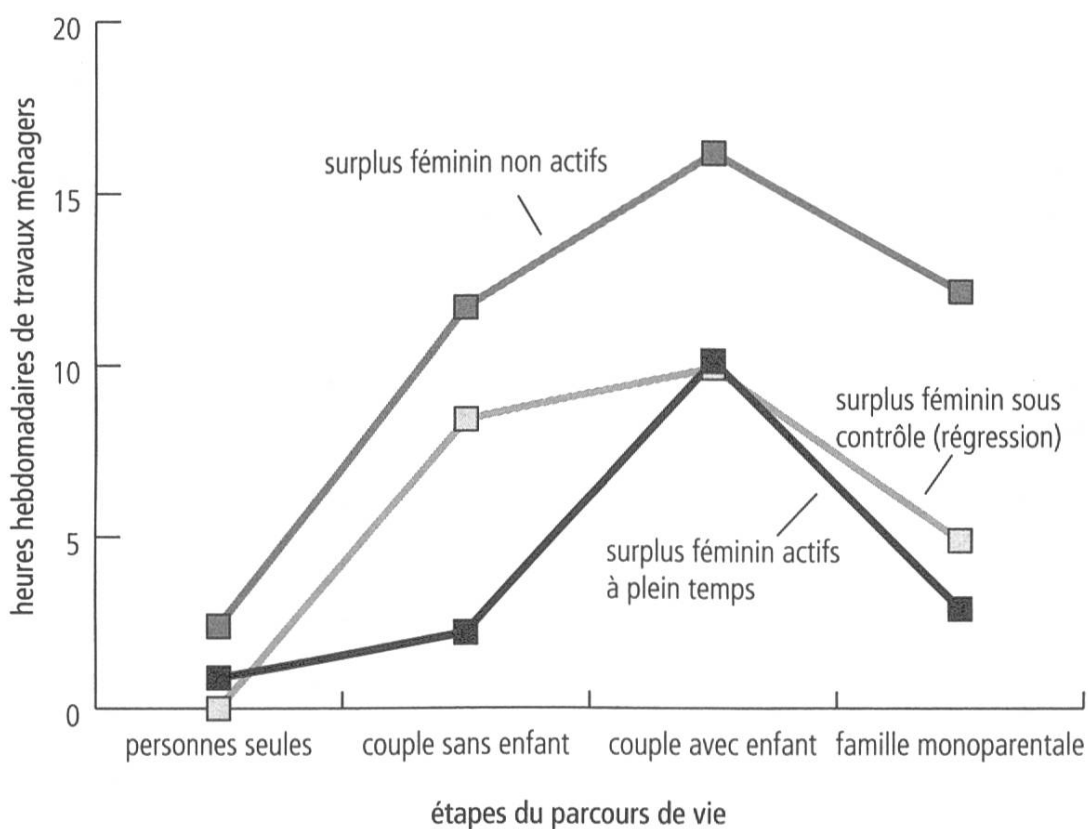 heures hebdomadaires de travaux ménagers
20
15
10
5
0
surplus féminin non actifs
surplus féminin sous
contrôle (régression)
surplus féminin actifs
à plein temps
personnes seules
couple sans enfant
couple avec enfant
famille monoparentale
étapes du parcours de vie